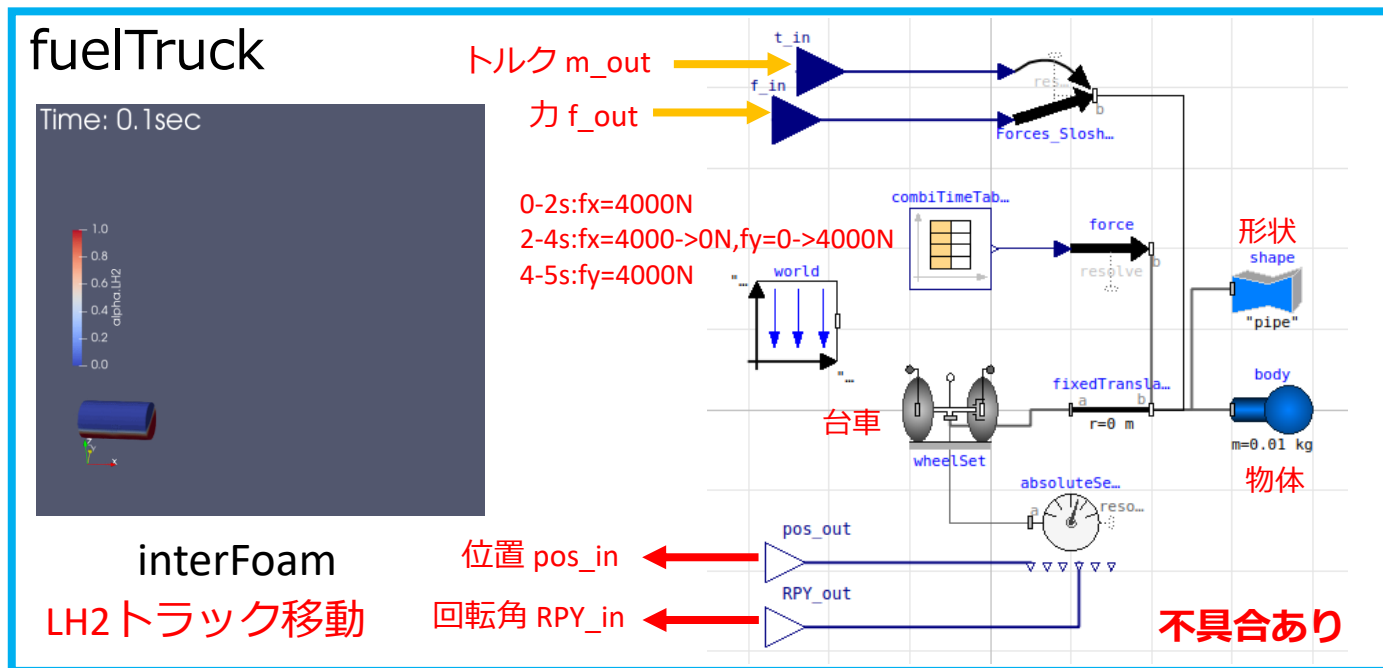 fuelTruck
Time: 0.1sec
1.0
0.8
0.6
0.4
0.2
0.0
alpha.LH2
z
y
x
interFoam
LH2トラック移動
トルク m_out
力 f_out
t_in
f_in
res...
b
Forces_Slosh...
0-2s:fx=4000N
2-4s:fx=4000->0N,fy=0->4000N
4-5s:fy=4000N
combiTimeTab...
force
resolve
b
形状
shape
"pipe"
world
"...
"...
台車
wheelSet
fixedTransla...
a
b
r=0 m
body
m=0.01 kg
物体
absoluteSe...
a
reso...
位置 pos_in
pos_out
回転角 RPY_in
RPY_out
不具合あり